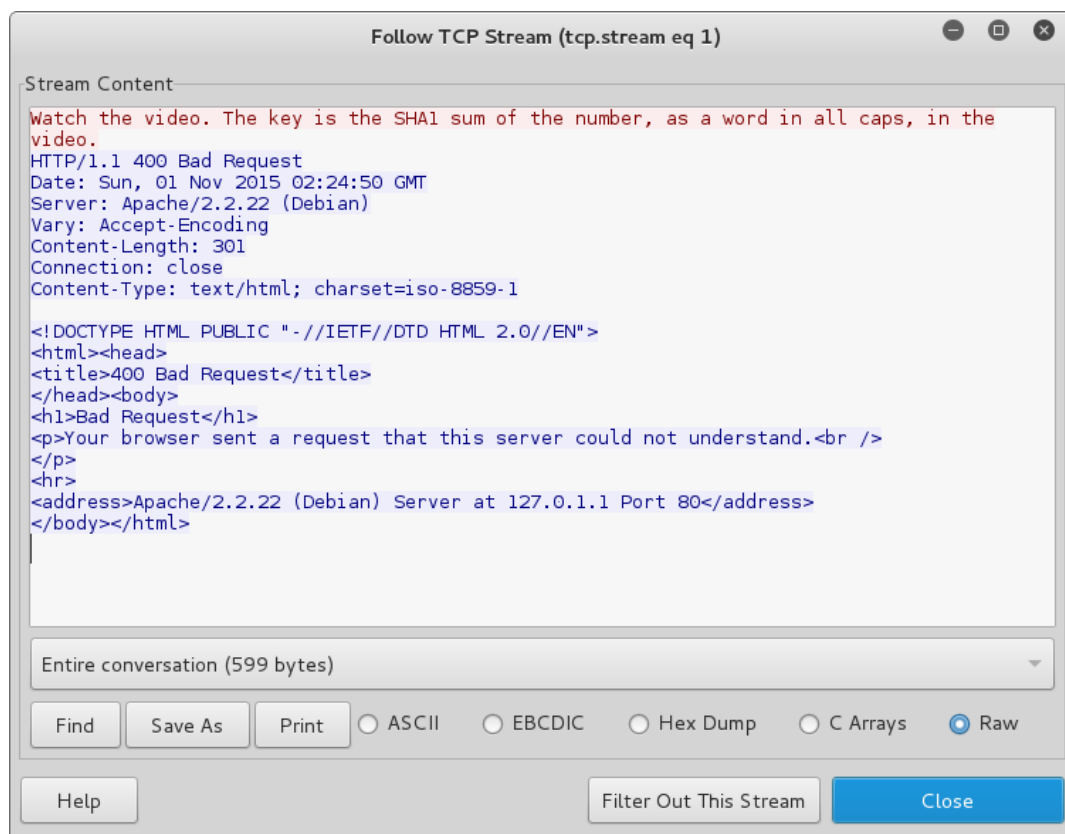 Follow TCP Stream (tcp.stream eq 1)
Stream Content
Watch the video. The key is the SHA1 sum of the number, as a word in all caps, in the
video.
HTTP/1.1 400 Bad Request
Date: Sun, 01 Nov 2015 02:24:50 GMT
Server: Apache/2.2.22 (Debian)
Vary: Accept-Encoding
Content-Length: 301
Connection: close
Content-Type: text/html; charset=iso-8859-1
<!DOCTYPE HTML PUBLIC "-//IETF//DTD HTML 2.0//EN">
<html><head>
<title>400 Bad Request</title>
</head><body>
<h1>Bad Request</h1>
<p>Your browser sent a request that this server could not understand.<br />
</p>
<hr>
<address>Apache/2.2.22 (Debian) Server at 127.0.1.1 Port 80</address>
</body></html>
Entire conversation (599 bytes)
Find Save As Print ASCII EBCDIC Hex Dump C Arrays Raw
Help Filter Out This Stream Close